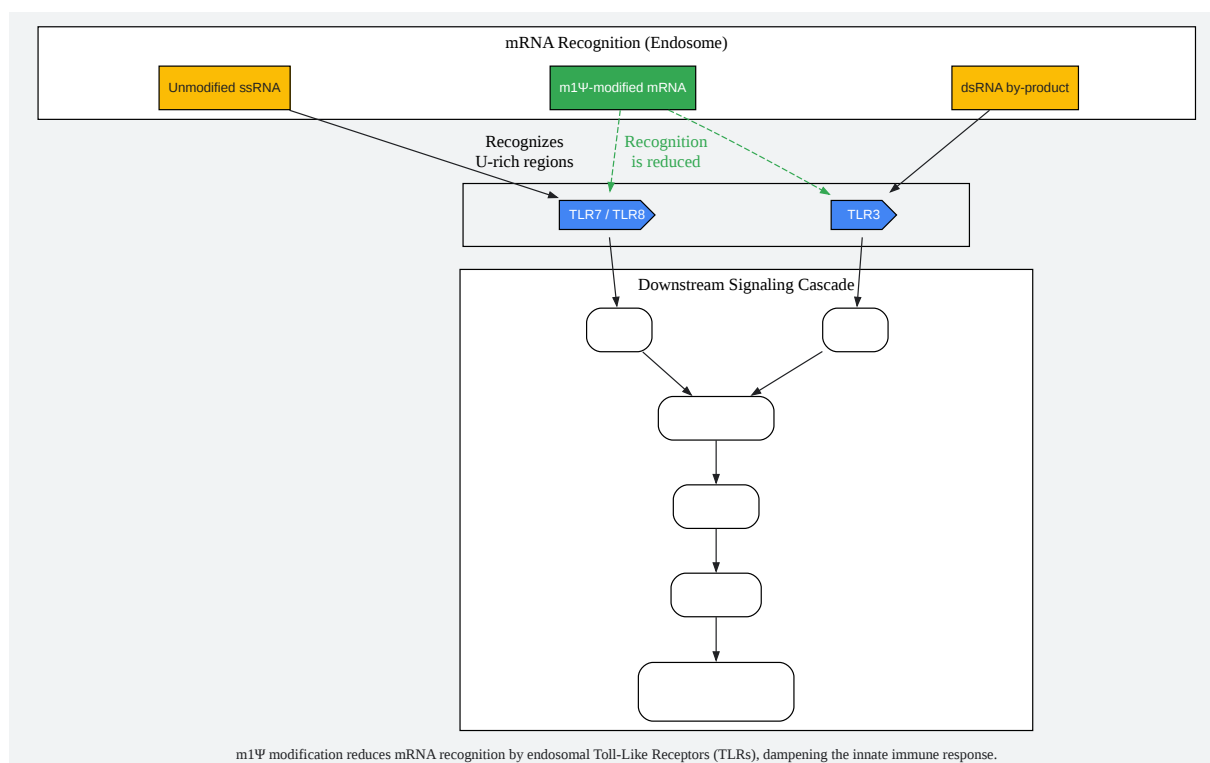 mRNA Recognition (Endosome)
Unmodified ssRNA
m1Ψ-modified mRNA
dsRNA by-product
Recognizes
U-rich regions
Recognition
is reduced
TLR7 / TLR8
TLR3
Downstream Signaling Cascade
m1Ψ modification reduces mRNA recognition by endosomal Toll-Like Receptors (TLRs), dampening the innate immune response.